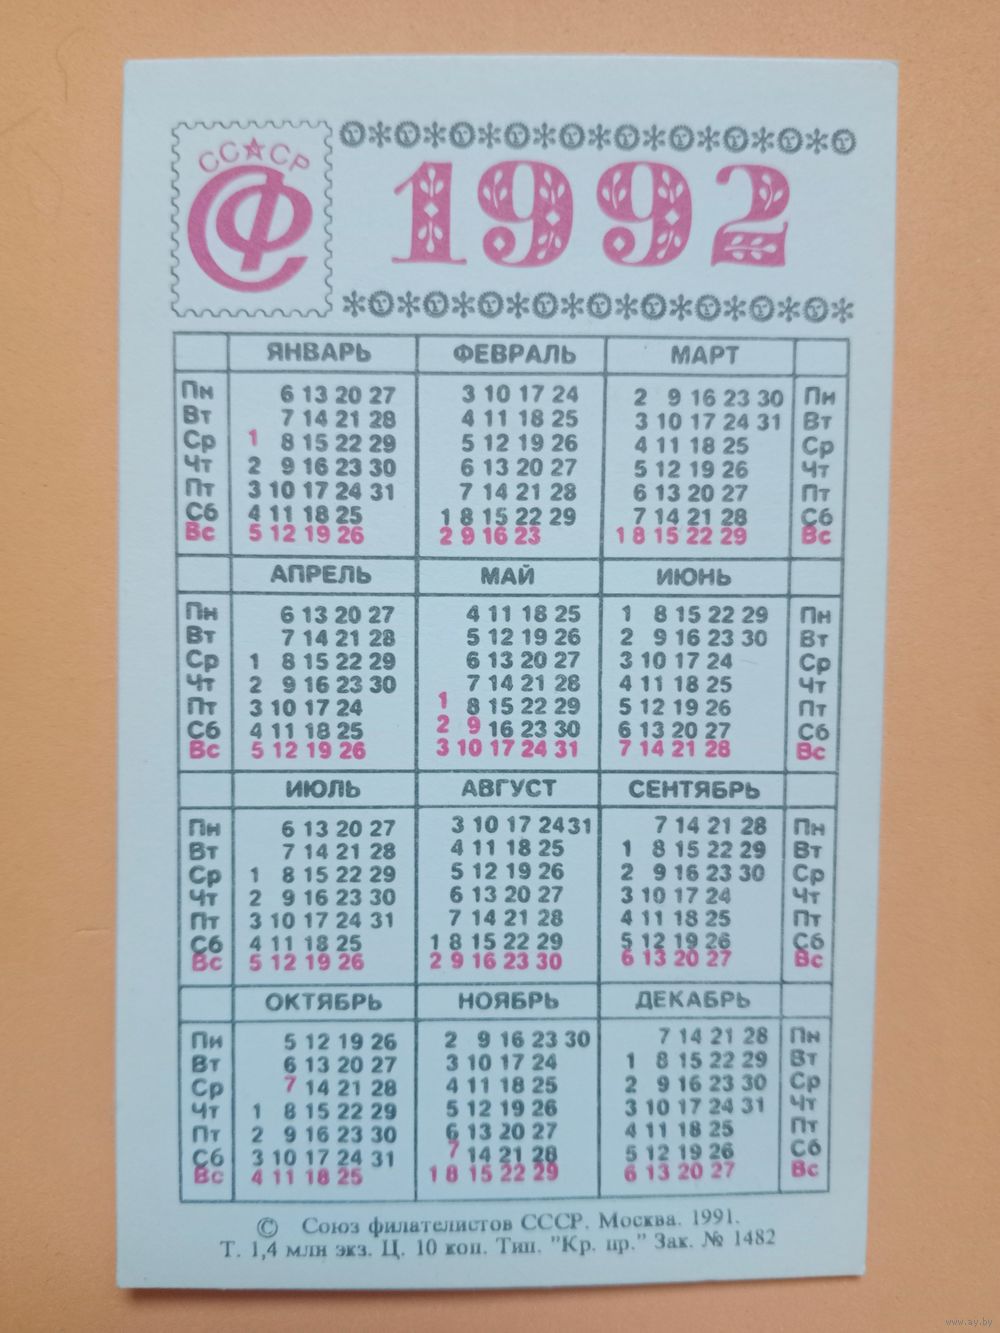 СССР
СФ
1992
ЯНВАРЬ ФЕВРАЛЬ МАРТ
Пн 6 13 20 27 3 10 17 24 2 9 16 23 30 Пн
Вт 7 14 21 28 4 11 18 25 3 10 17 24 31 Вт
Ср 1 8 15 22 29 5 12 19 26 4 11 18 25 Ср
Чт 2 9 16 23 30 6 13 20 27 5 12 19 26 Чт
Пт 3 10 17 24 31 7 14 21 28 6 13 20 27 Пт
Сб 4 11 18 25 1 8 15 22 29 7 14 21 28 Сб
Вс 5 12 19 26 2 9 16 23 1 8 15 22 29 Вс
АПРЕЛЬ МАЙ ИЮНЬ
Пн 6 13 20 27 4 11 18 25 1 8 15 22 29 Пн
Вт 7 14 21 28 5 12 19 26 2 9 16 23 30 Вт
Ср 1 8 15 22 29 6 13 20 27 3 10 17 24 Ср
Чт 2 9 16 23 30 7 14 21 28 4 11 18 25 Чт
Пт 3 10 17 24 1 8 15 22 29 5 12 19 26 Пт
Сб 4 11 18 25 2 9 16 23 30 6 13 20 27 Сб
Вс 5 12 19 26 3 10 17 24 31 7 14 21 28 Вс
ИЮЛЬ АВГУСТ СЕНТЯБРЬ
Пн 6 13 20 27 3 10 17 24 31 7 14 21 28 Пн
Вт 7 14 21 28 4 11 18 25 1 8 15 22 29 Вт
Ср 1 8 15 22 29 5 12 19 26 2 9 16 23 30 Ср
Чт 2 9 16 23 30 6 13 20 27 3 10 17 24 Чт
Пт 3 10 17 24 31 7 14 21 28 4 11 18 25 Пт
Сб 4 11 18 25 1 8 15 22 29 5 12 19 26 Сб
Вс 5 12 19 26 2 9 16 23 30 6 13 20 27 Вс
ОКТЯБРЬ НОЯБРЬ ДЕКАБРЬ
Пн 5 12 19 26 2 9 16 23 30 7 14 21 28 Пн
Вт 6 13 20 27 3 10 17 24 1 8 15 22 29 Вт
Ср 7 14 21 28 4 11 18 25 2 9 16 23 30 Ср
Чт 1 8 15 22 29 5 12 19 26 3 10 17 24 31 Чт
Пт 2 9 16 23 30 6 13 20 27 4 11 18 25 Пт
Сб 3 10 17 24 31 7 14 21 28 5 12 19 26 Сб
Вс 4 11 18 25 1 8 15 22 29 6 13 20 27 Вс
© Союз филателистов СССР. Москва. 1991.
Т. 1,4 млн экз. Ц. 10 коп. Тип. "Кр. пр." Зак. № 1482
www.ay.by